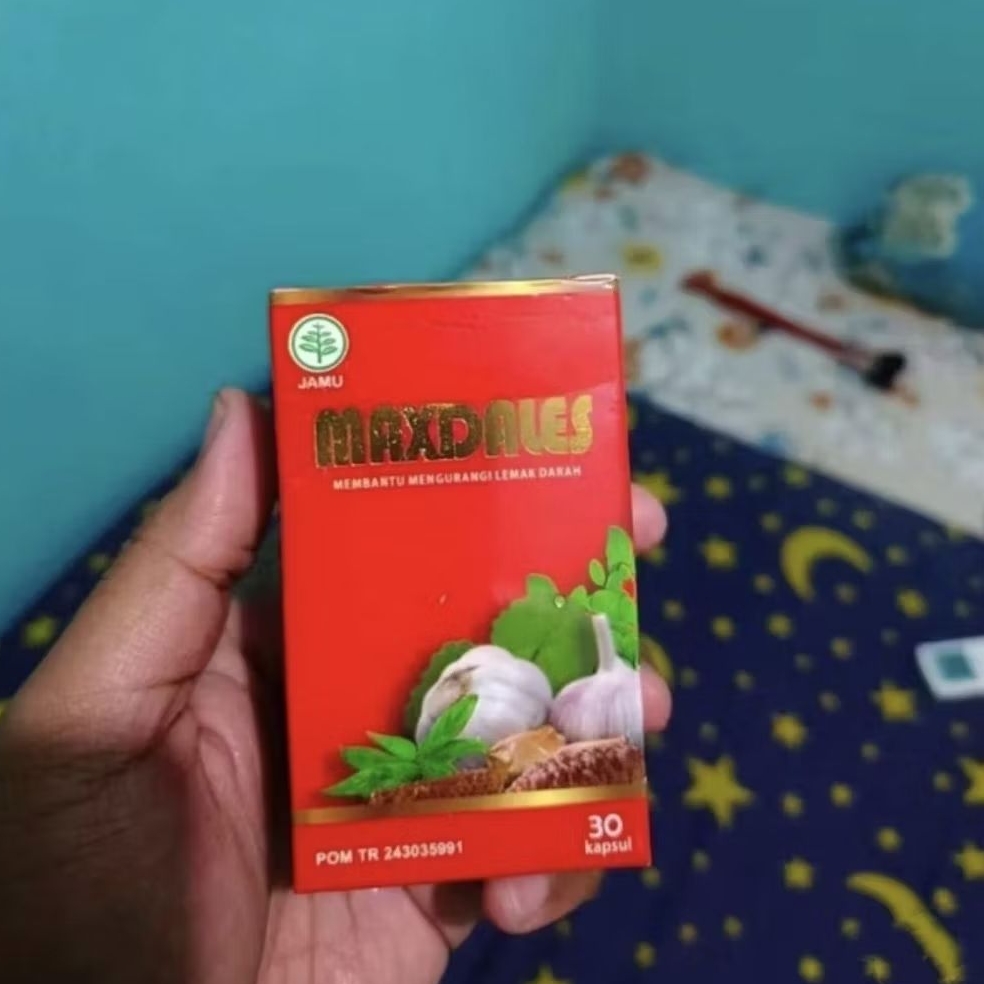 JAMU
MAXDALES
MEMBANTU MENGURANGI LEMAK DARAH
POM TR 243035991
30
kapsul